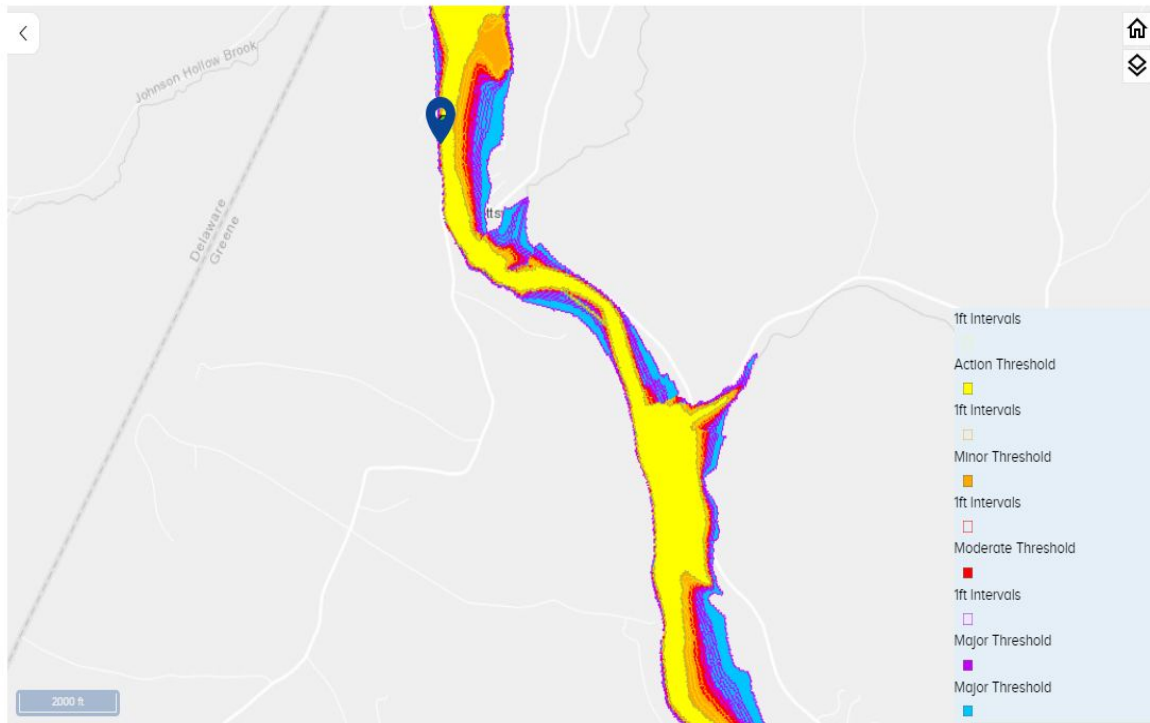 Johnson Hollow Brook
Delaware
Greene
1ft Intervals
Action Threshold
1ft Intervals
Minor Threshold
1ft Intervals
Moderate Threshold
1ft Intervals
Major Threshold
Major Threshold
2000 ft